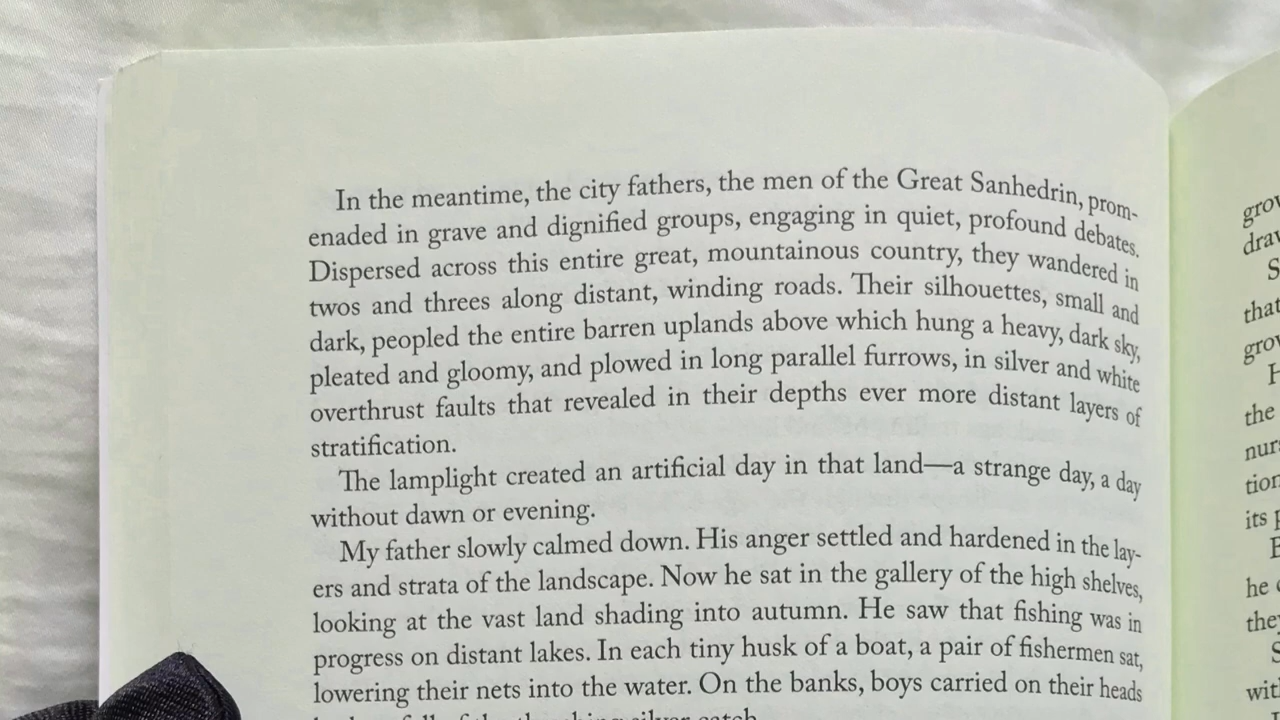 In the meantime, the city fathers, the men of the Great Sanhedrin, prom-
enaded in grave and dignified groups, engaging in quiet, profound debates.
Dispersed across this entire great, mountainous country, they wandered in
twos and threes along distant, winding roads. Their silhouettes, small and
dark, peopled the entire barren uplands above which hung a heavy, dark sky,
pleated and gloomy, and plowed in long parallel furrows, in silver and white
overthrust faults that revealed in their depths ever more distant layers of
stratification.
The lamplight created an artificial day in that land—a strange day, a day
without dawn or evening.
My father slowly calmed down. His anger settled and hardened in the lay-
ers and strata of the landscape. Now he sat in the gallery of the high shelves,
looking at the vast land shading into autumn. He saw that fishing was in
progress on distant lakes. In each tiny husk of a boat, a pair of fishermen sat,
lowering their nets into the water. On the banks, boys carried on their heads
that
the
its
he